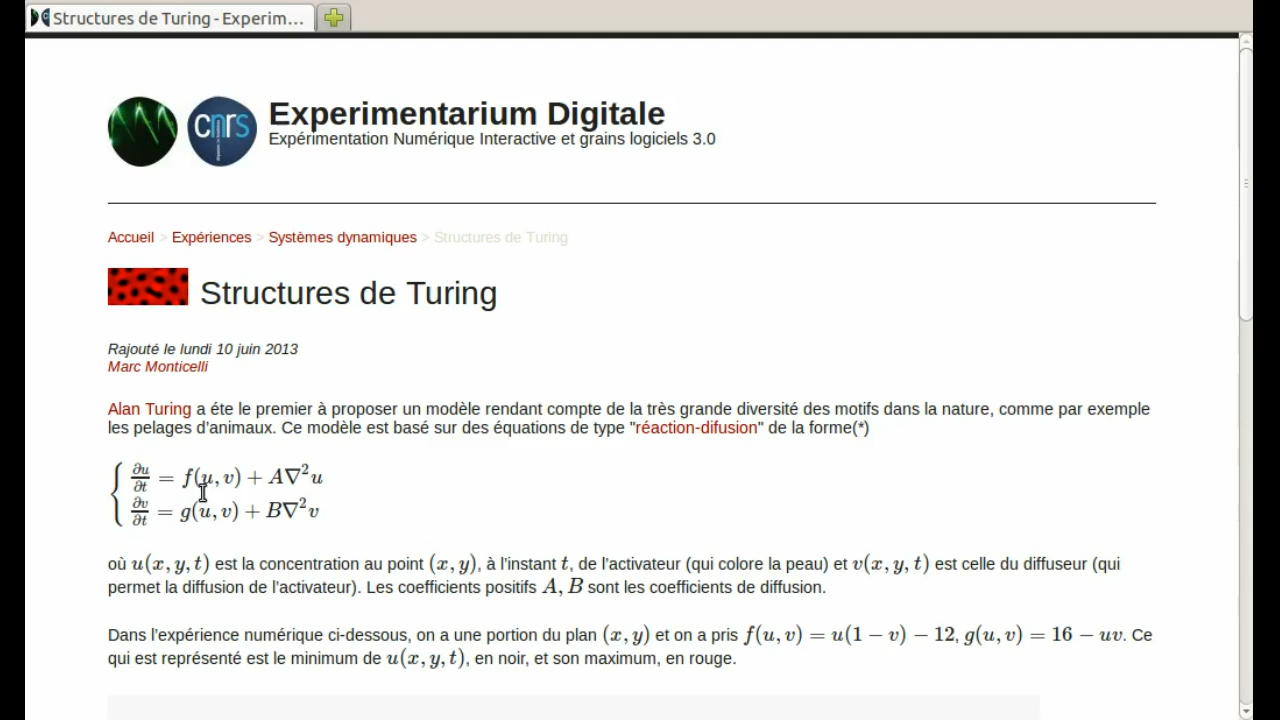 Structures de Turing - Experim...
cnrs
Experimentarium Digitale
Expérimentation Numérique Interactive et grains logiciels 3.0
Accueil > Expériences > Systèmes dynamiques > Structures de Turing
Structures de Turing
Rajouté le lundi 10 juin 2013
Marc Monticelli
Alan Turing a éte le premier à proposer un modèle rendant compte de la très grande diversité des motifs dans la nature, comme par exemple
les pelages d'animaux. Ce modèle est basé sur des équations de type "réaction-difusion" de la forme(*)
∂u/∂t = f(u, v) + A∇²u
∂v/∂t = g(u, v) + B∇²v
où u(x, y, t) est la concentration au point (x, y), à l'instant t, de l'activateur (qui colore la peau) et v(x, y, t) est celle du diffuseur (qui
permet la diffusion de l'activateur). Les coefficients positifs A, B sont les coefficients de diffusion.
Dans l'expérience numérique ci-dessous, on a une portion du plan (x, y) et on a pris f(u, v) = u(1 − v) − 12, g(u, v) = 16 − uv. Ce
qui est représenté est le minimum de u(x, y, t), en noir, et son maximum, en rouge.